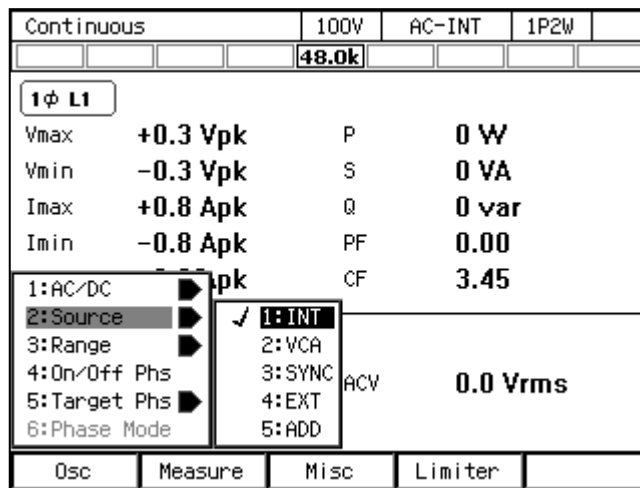 Continuous 100V AC-INT 1P2W
48.0k
1ϕ L1
Vmax +0.3 Vpk P 0 W
Vmin -0.3 Vpk S 0 VA
Imax +0.8 Apk Q 0 var
Imin -0.8 Apk PF 0.00
Apk CF 3.45
1:AC/DC
2:Source ✓ 1:INT
3:Range 2:VCA
4:On/Off Phs 3:SYNC ACV 0.0 Vrms
5:Target Phs 4:EXT
6:Phase Mode 5:ADD
Osc Measure Misc Limiter